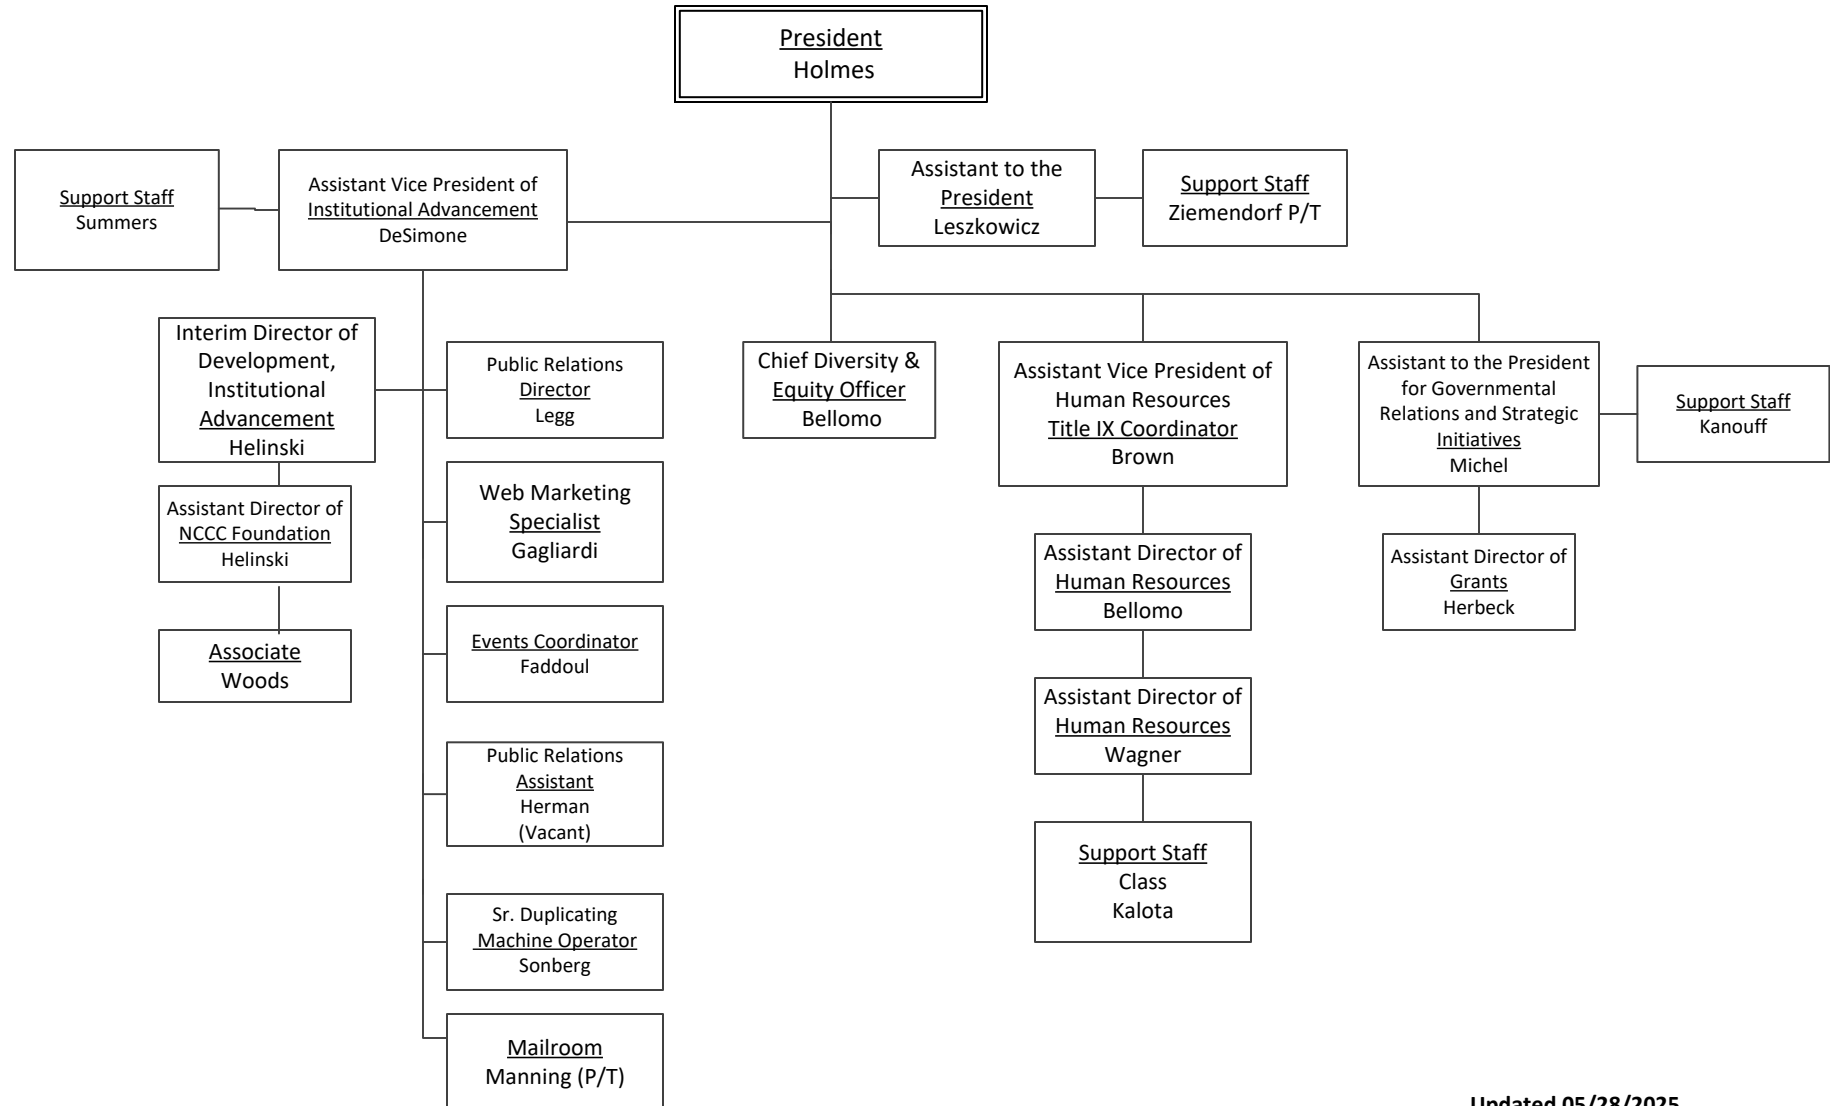 President
Holmes
Support Staff
Summers
Assistant Vice President of
Institutional Advancement
DeSimone
Assistant to the
President
Leszkowicz
Support Staff
Ziemendorf P/T
Interim Director of
Development,
Institutional
Advancement
Helinski
Public Relations
Director
Legg
Chief Diversity &
Equity Officer
Bellomo
Assistant Vice President of
Human Resources
Title IX Coordinator
Brown
Assistant to the President
for Governmental
Relations and Strategic
Initiatives
Michel
Support Staff
Kanouff
Assistant Director of
NCCC Foundation
Helinski
Web Marketing
Specialist
Gagliardi
Assistant Director of
Human Resources
Bellomo
Assistant Director of
Grants
Herbeck
Associate
Woods
Events Coordinator
Faddoul
Assistant Director of
Human Resources
Wagner
Public Relations
Assistant
Herman
(Vacant)
Support Staff
Class
Kalota
Sr. Duplicating
Machine Operator
Sonberg
Mailroom
Manning (P/T)
Updated 05/28/2025